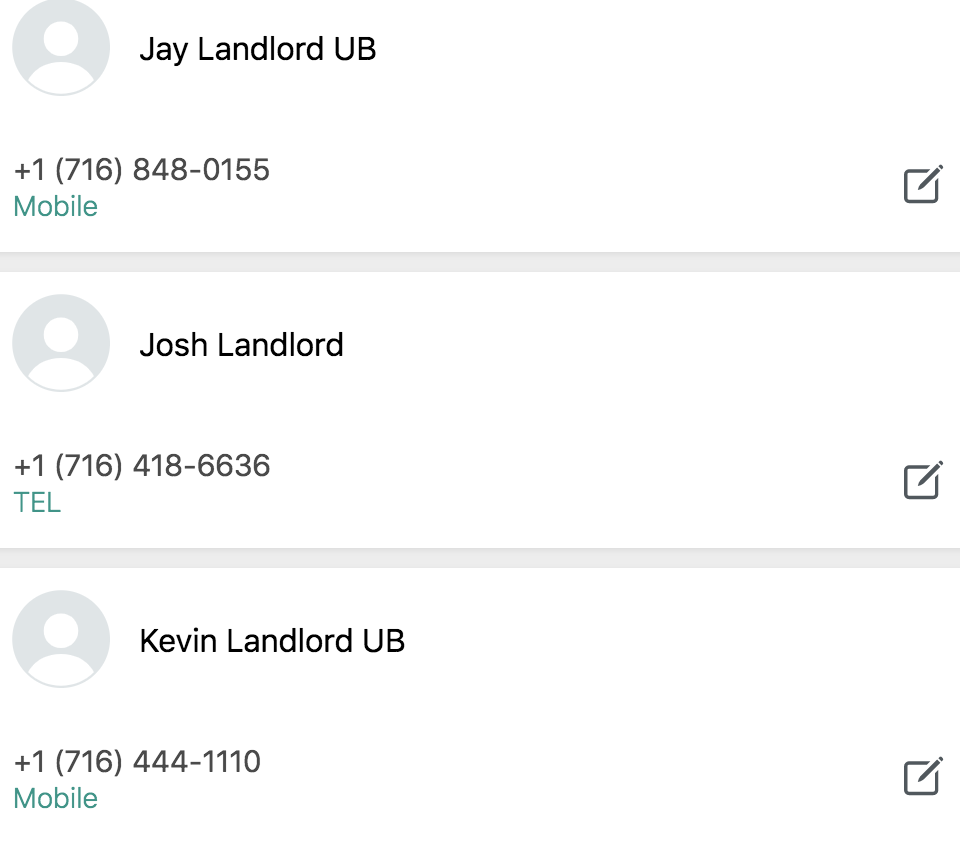 Jay Landlord UB
+1 (716) 848-0155
Mobile
Josh Landlord
+1 (716) 418-6636
TEL
Kevin Landlord UB
+1 (716) 444-1110
Mobile